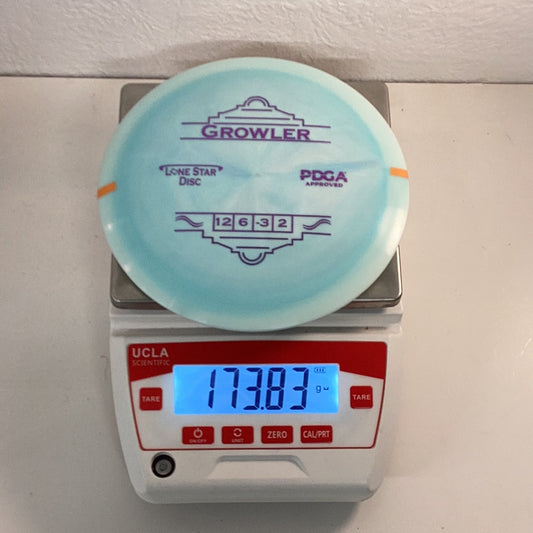 GROWLER
LONE STAR
DISC
PDGA
APPROVED
12 6 -3 2
UCLA
SCIENTIFIC
173.83 g
TARE
TARE
ON/OFF
UNIT
ZERO
CAL/PRT